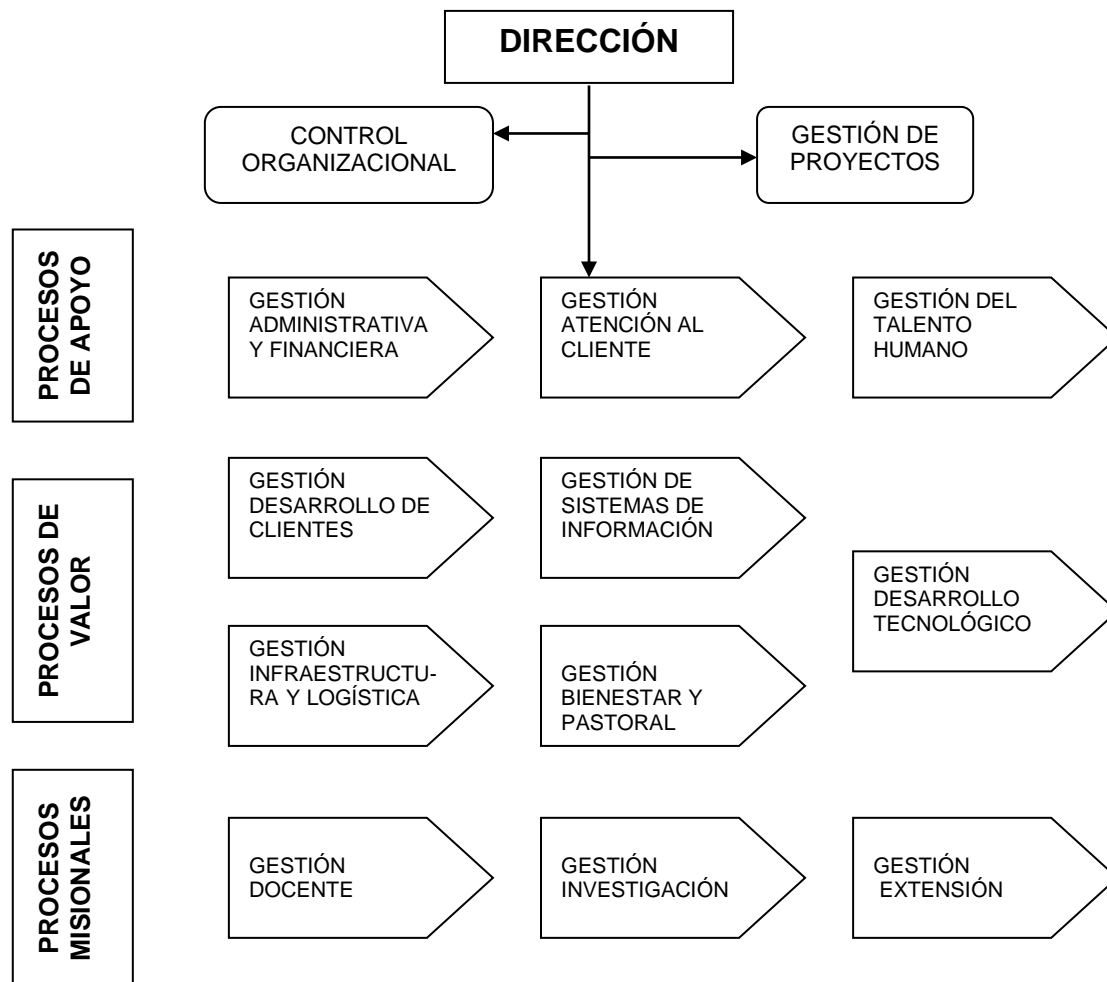 DIRECCIÓN
CONTROL
ORGANIZACIONAL
GESTIÓN DE
PROYECTOS
PROCESOS
DE APOYO
GESTIÓN
ADMINISTRATIVA
Y FINANCIERA
GESTIÓN
ATENCIÓN AL
CLIENTE
GESTIÓN DEL
TALENTO
HUMANO
PROCESOS DE
VALOR
GESTIÓN
DESARROLLO DE
CLIENTES
GESTIÓN DE
SISTEMAS DE
INFORMACIÓN
GESTIÓN
DESARROLLO
TECNOLÓGICO
GESTIÓN
INFRAESTRUCTU-
RA Y LOGÍSTICA
GESTIÓN
BIENESTAR Y
PASTORAL
PROCESOS
MISIONALES
GESTIÓN
DOCENTE
GESTIÓN
INVESTIGACIÓN
GESTIÓN
EXTENSIÓN